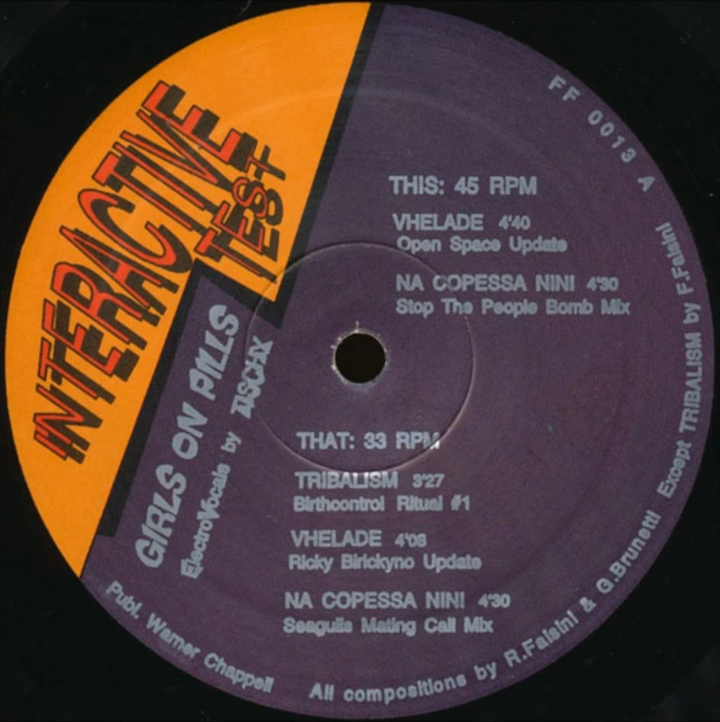 INTERACTIVE
TEST
GIRLS ON PILLS
ElectroVocals by TASCHX
FF 0013 A
THIS: 45 RPM
VHELADE 4'40
Open Space Update
NA COPESSA NINI 4'30
Stop The People Bomb Mix
THAT: 33 RPM
TRIBALISM 3'27
Birthcontrol Ritual #1
VHELADE 4'06
Ricky Birickyno Update
NA COPESSA NINI 4'30
Seagulls Mating Call Mix
Publ. Warner Chappell
All compositions by R.Falsini & G.Brunetti Except TRIBALISM by F.Falsini